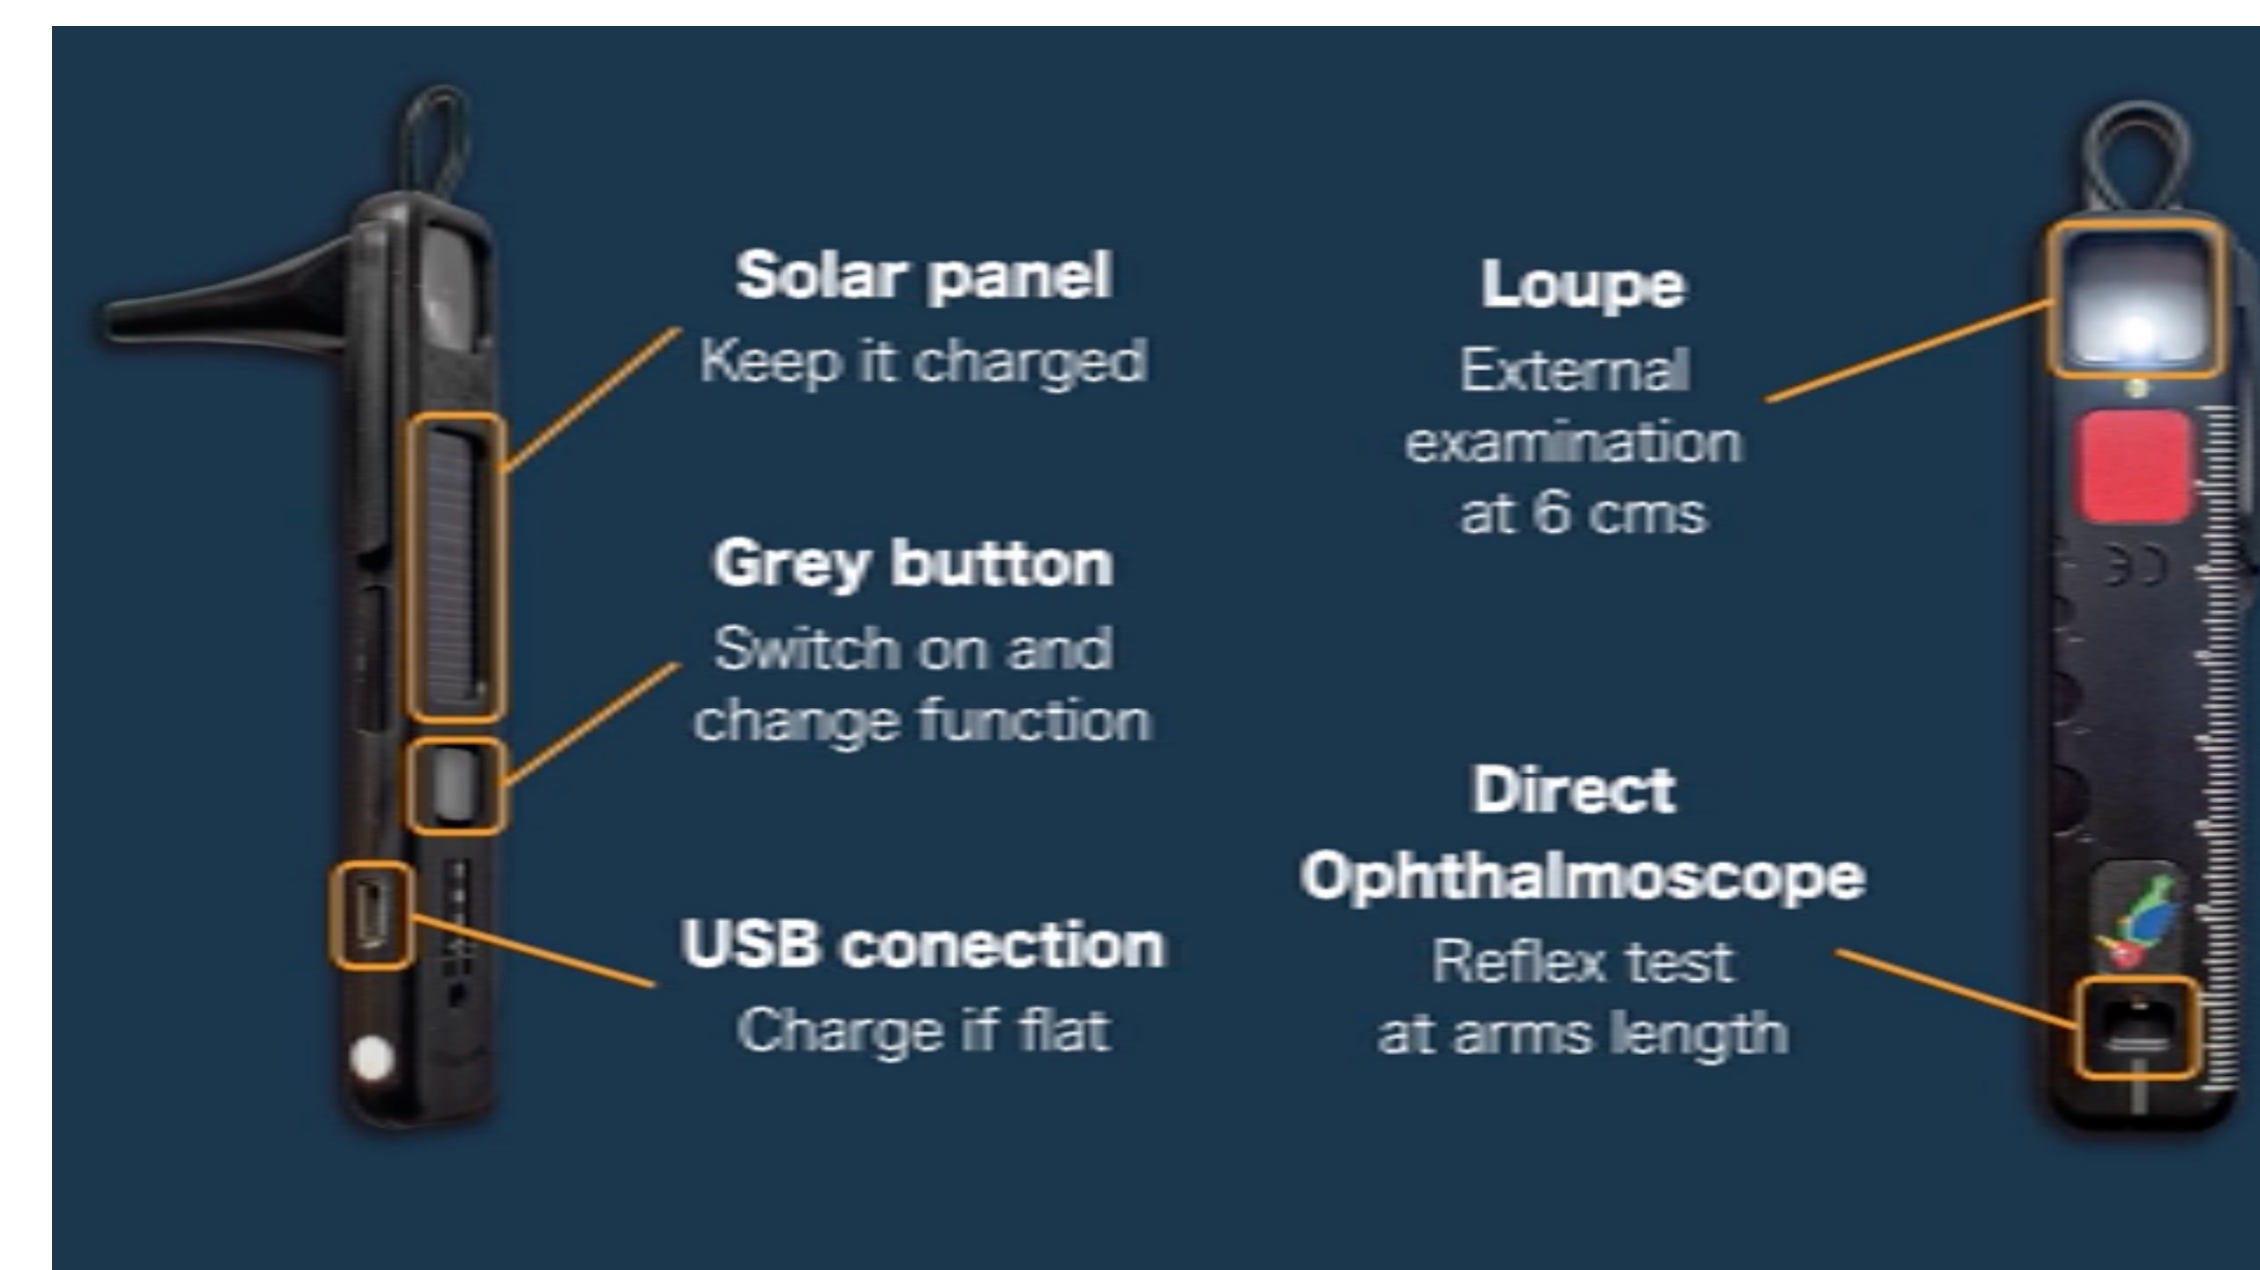 Solar panel
Keep it charged
Grey button
Switch on and
change function
USB conection
Charge if flat
Loupe
External
examination
at 6 cms
CE
Direct
Ophthalmoscope
Reflex test
at arms length